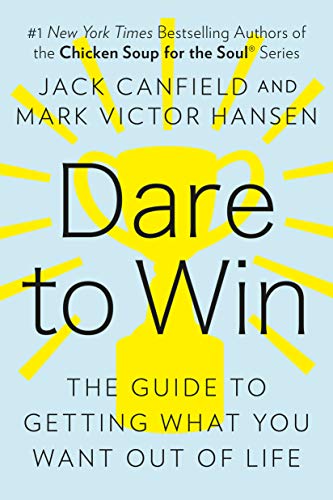 #1 New York Times Bestselling Authors of
the Chicken Soup for the Soul® Series
JACK CANFIELD AND
MARK VICTOR HANSEN
Dare
to Win
THE GUIDE TO
GETTING WHAT YOU
WANT OUT OF LIFE